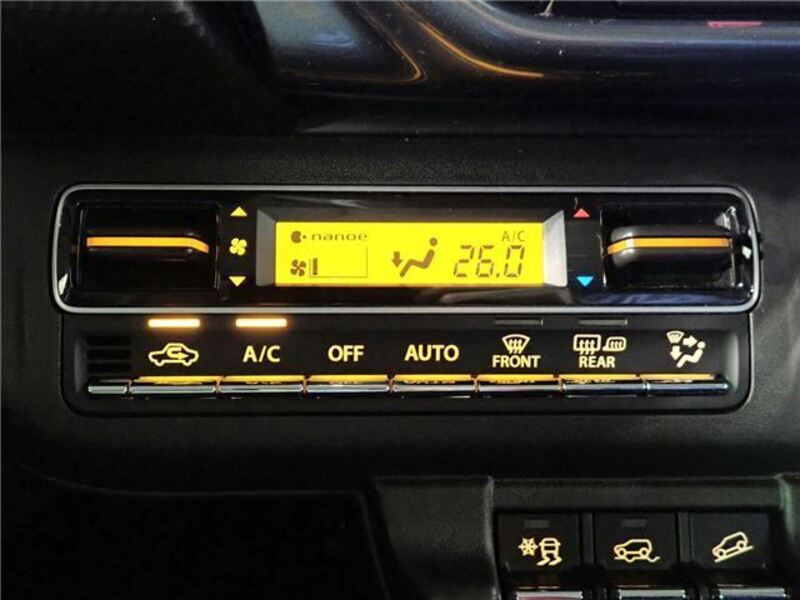 nanoe A/C
26.0
A/C OFF AUTO FRONT REAR